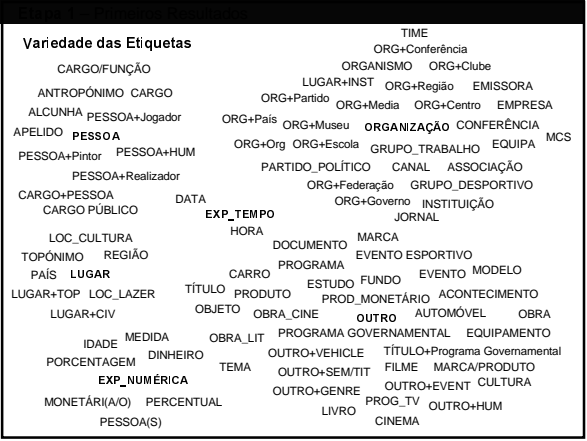 Etapa 1 – Primeiros Resultados
Variedade das Etiquetas
CARGO/FUNÇÃO
ANTROPÓNIMO CARGO
ALCUNHA PESSOA+Jogador
APELIDO PESSOA
PESSOA+Pintor PESSOA+HUM
PESSOA+Realizador
CARGO+PESSOA
CARGO PÚBLICO
TIME
ORG+Conferência
ORGANISMO ORG+Clube
LUGAR+INST ORG+Região EMISSORA
ORG+Partido ORG+Media ORG+Centro EMPRESA
ORG+País ORG+Museu ORGANIZAÇÃO CONFERÊNCIA
ORG+Org ORG+Escola GRUPO_TRABALHO EQUIPA MCS
PARTIDO_POLÍTICO CANAL ASSOCIAÇÃO
ORG+Federação GRUPO_DESPORTIVO
ORG+Governo INSTITUIÇÃO
JORNAL
DATA
EXP_TEMPO
HORA
LOC_CULTURA
TOPÓNIMO REGIÃO
PAÍS LUGAR
LUGAR+TOP LOC_LAZER
LUGAR+CIV
DOCUMENTO MARCA
PROGRAMA EVENTO ESPORTIVO
CARRO ESTUDO FUNDO EVENTO MODELO
TÍTULO PRODUTO PROD_MONETÁRIO ACONTECIMENTO
OBJETO OBRA_CINE OUTRO AUTOMÓVEL OBRA
OBRA_LIT PROGRAMA GOVERNAMENTAL EQUIPAMENTO
TEMA OUTRO+VEHICLE TÍTULO+Programa Governamental
OUTRO+SEM/TIT FILME MARCA/PRODUTO
OUTRO+GENRE OUTRO+EVENT CULTURA
LIVRO PROG_TV OUTRO+HUM
CINEMA
IDADE MEDIDA
PORCENTAGEM DINHEIRO
EXP_NUMÉRICA
MONETÁRI(A/O) PERCENTUAL
PESSOA(S)